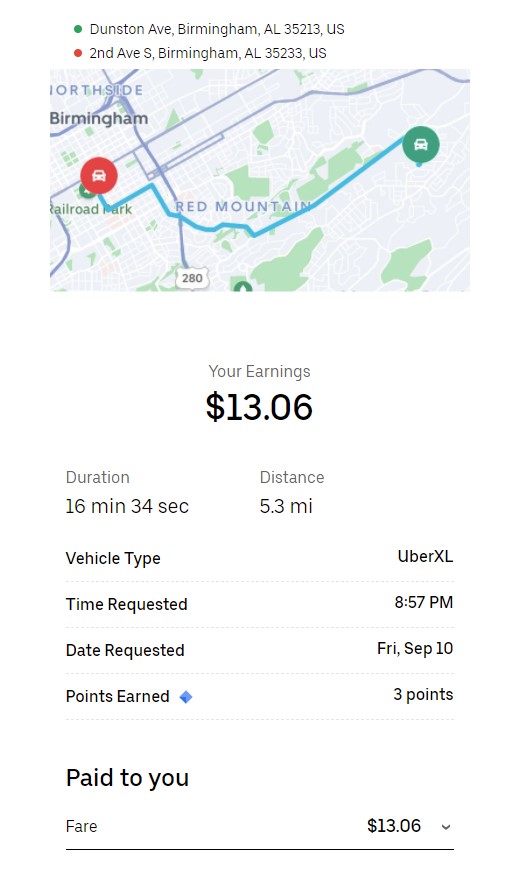 Dunston Ave, Birmingham, AL 35213, US
2nd Ave S, Birmingham, AL 35233, US
NORTHSIDE
Birmingham
Railroad Park
RED MOUNTAIN
280
Your Earnings
$13.06
Duration Distance
16 min 34 sec 5.3 mi
Vehicle Type UberXL
Time Requested 8:57 PM
Date Requested Fri, Sep 10
Points Earned 3 points
Paid to you
Fare $13.06